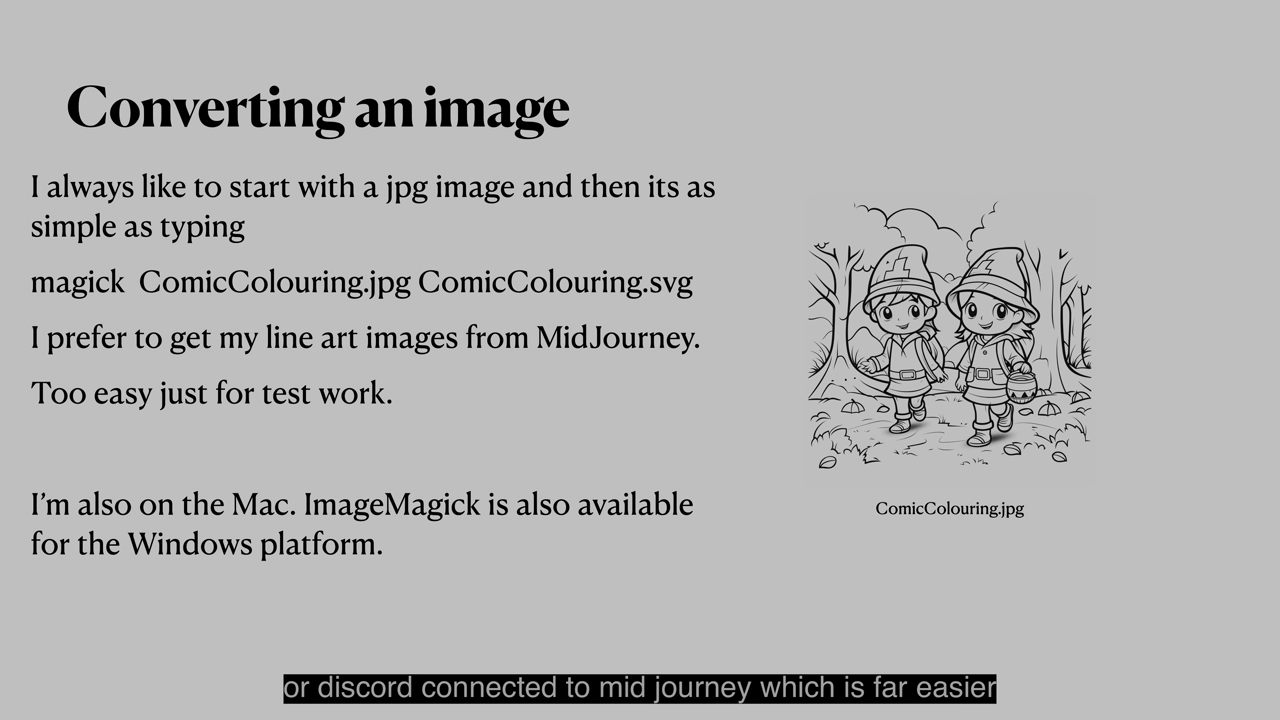 Converting an image
I always like to start with a jpg image and then its as
simple as typing
magick  ComicColouring.jpg ComicColouring.svg
I prefer to get my line art images from MidJourney.
Too easy just for test work.
I’m also on the Mac. ImageMagick is also available
for the Windows platform.
ComicColouring.jpg
or discord connected to mid journey which is far easier